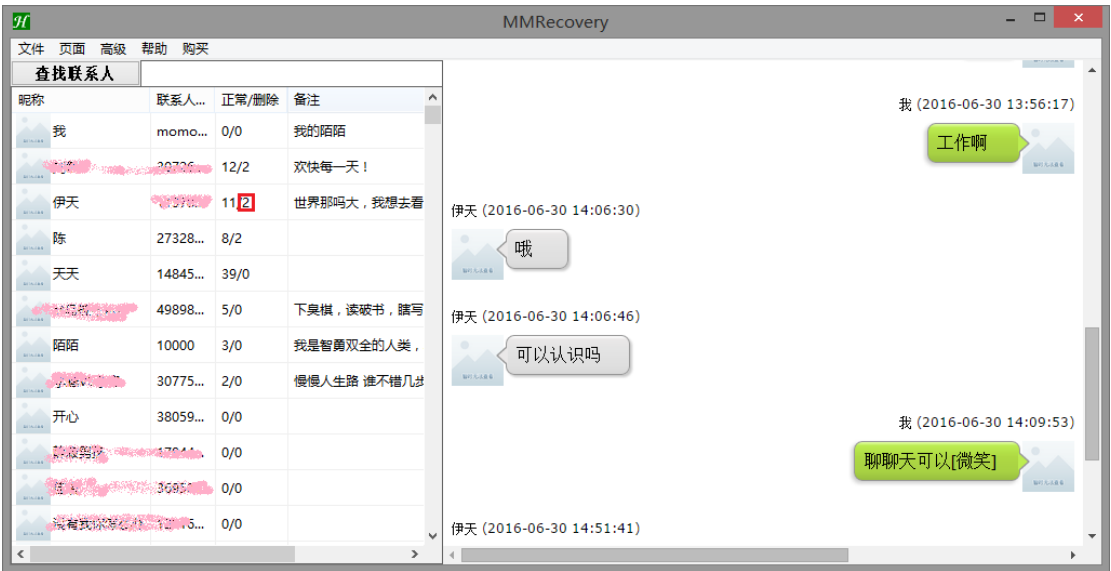 MMRecovery
文件 页面 高级 帮助 购买
查找联系人
昵称 联系人... 正常/删除 备注
我 momo... 0/0 我的陌陌
12/2 欢快每一天！
伊天 11/2 世界那吗大，我想去看
陈 27328... 8/2
天天 14845... 39/0
49898... 5/0 下臭棋，读破书，瞎写
陌陌 10000 3/0 我是智勇双全的人类，
30775... 2/0 慢慢人生路 谁不错几步
开心 38059... 0/0
0/0
0/0
0/0
我 (2016-06-30 13:56:17)
工作啊
伊天 (2016-06-30 14:06:30)
哦
伊天 (2016-06-30 14:06:46)
可以认识吗
我 (2016-06-30 14:09:53)
聊聊天可以[微笑]
伊天 (2016-06-30 14:51:41)